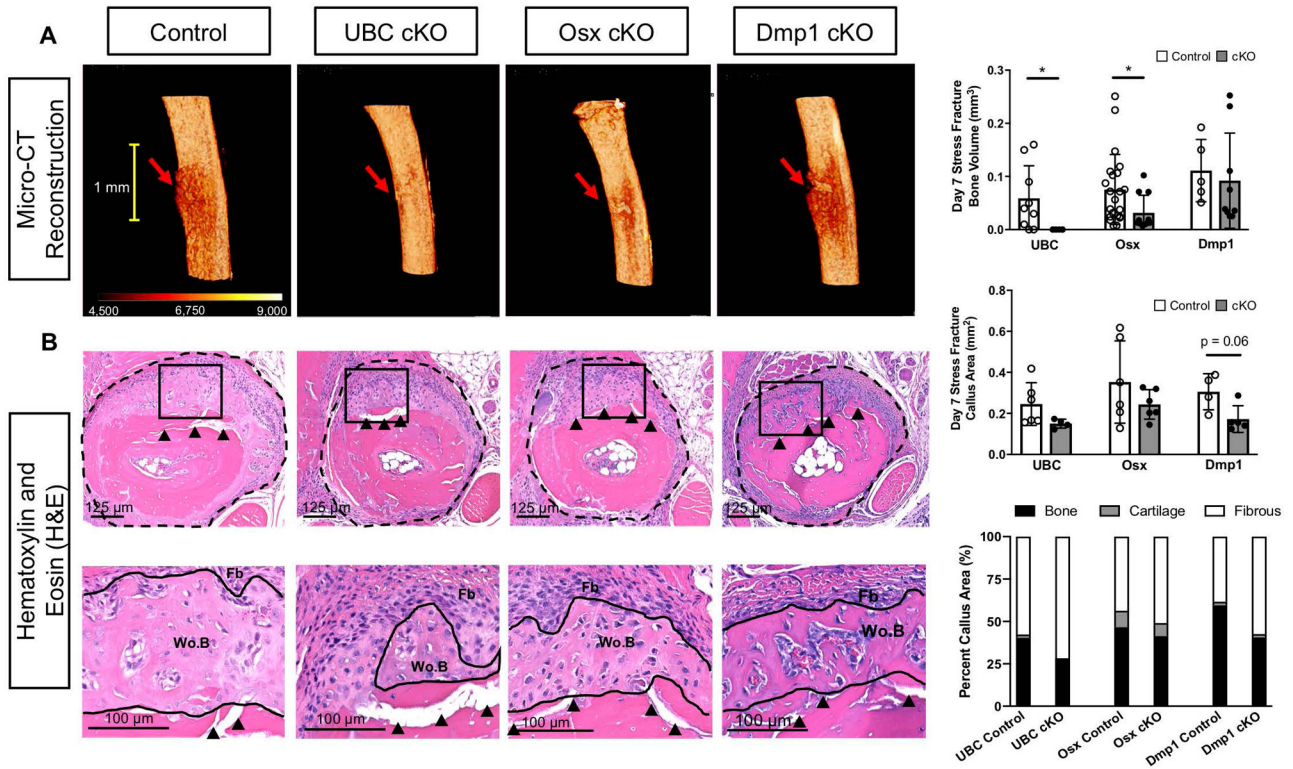 A
Control
UBC cKO
Osx cKO
Dmp1 cKO
Micro-CT
Reconstruction
1 mm
4,500
6,750
9,000
Control
cKO
Day 7 Stress Fracture
Bone Volume (mm³)
0.3
0.2
0.1
0.0
*
*
UBC
Osx
Dmp1
B
Hematoxylin and
Eosin (H&E)
125 µm
125 µm
125 µm
125 µm
Fb
Wo.B
100 µm
Fb
Wo.B
100 µm
Fb
Wo.B
100 µm
Fb
Wo.B
100 µm
Control
cKO
Day 7 Stress Fracture
Callus Area (mm²)
0.8
0.6
0.4
0.2
0.0
p = 0.06
UBC
Osx
Dmp1
Bone
Cartilage
Fibrous
Percent Callus Area (%)
100
75
50
25
0
UBC Control
UBC cKO
Osx Control
Osx cKO
Dmp1 Control
Dmp1 cKO